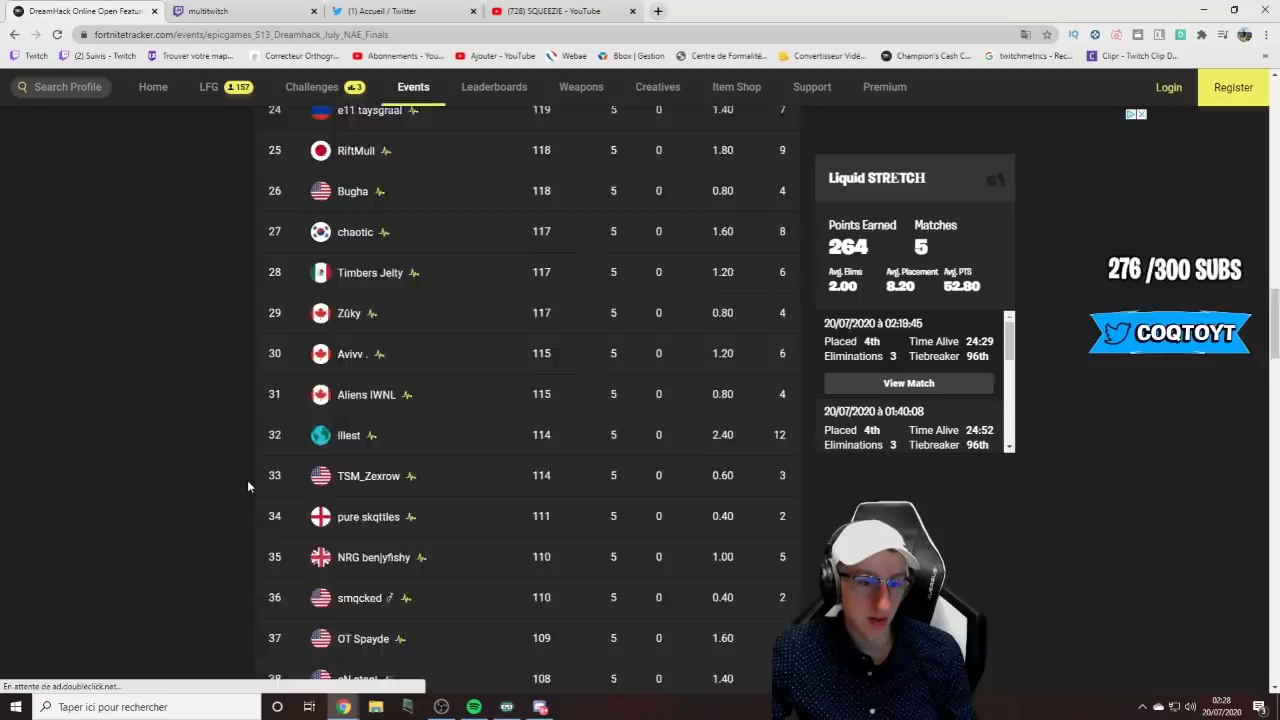 DreamHack Online Open Featur
multitwitch
(1) Accueil / Twitter
(728) SQUEEZIE - YouTube
fortnitetracker.com/events/epicgames_S13_Dreamhack_July_NAE_Finals
Twitch
(2) Suivis - Twitch
Trouver votre map...
Correcteur Orthogr...
Abonnements - You...
Ajouter - YouTube
Webae
Bbox | Gestion
Centre de Formalité...
Convertisseur Vidéo...
Champion's Cash C...
twitchmetrics - Rec...
Clipr - Twitch Clip D...
Search Profile
Home
LFG 157
Challenges 3
Events
Leaderboards
Weapons
Creatives
Item Shop
Support
Premium
Login
Register
24 e11 taysgraal 119 5 0 1.40 7
25 RiftMull 118 5 0 1.80 9
26 Bugha 118 5 0 0.80 4
27 chaotic 117 5 0 1.60 8
28 Timbers Jelty 117 5 0 1.20 6
29 Zûky 117 5 0 0.80 4
30 Avivv . 115 5 0 1.20 6
31 Aliens IWNL 115 5 0 0.80 4
32 illest 114 5 0 2.40 12
33 TSM_Zexrow 114 5 0 0.60 3
34 pure skqttles 111 5 0 0.40 2
35 NRG benjyfishy 110 5 0 1.00 5
36 smqcked 110 5 0 0.40 2
37 OT Spayde 109 5 0 1.60
38 108 5 0 1.40
Liquid STRETCH #1
Points Earned Matches
264 5
Avg. Elims Avg. Placement Avg. PTS
2.00 8.20 52.80
20/07/2020 à 02:19:45
Placed 4th Time Alive 24:29
Eliminations 3 Tiebreaker 96th
View Match
20/07/2020 à 01:40:08
Placed 4th Time Alive 24:52
Eliminations 3 Tiebreaker 96th
276 /300 SUBS
COQTOYT
En attente de ad.doubleclick.net...
Taper ici pour rechercher
02:28
20/07/2020